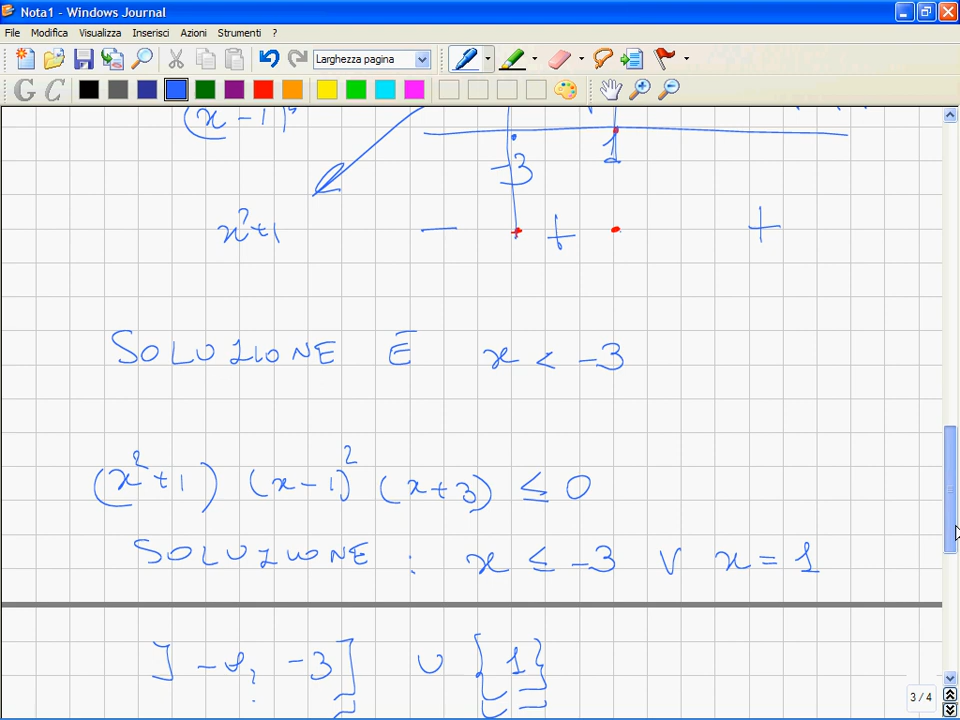 Nota1 - Windows Journal
File Modifica Visualizza Inserisci Azioni Strumenti ?
Larghezza pagina
G C
(x-1)²
-3 1
x²+1 - + +
SOLUZIONE È x < -3
(x²+1) (x-1)² (x+3) ≤ 0
SOLUZIONE : x ≤ -3 ∨ x = 1
3 / 4
] -∞, -3] ∪ {1}